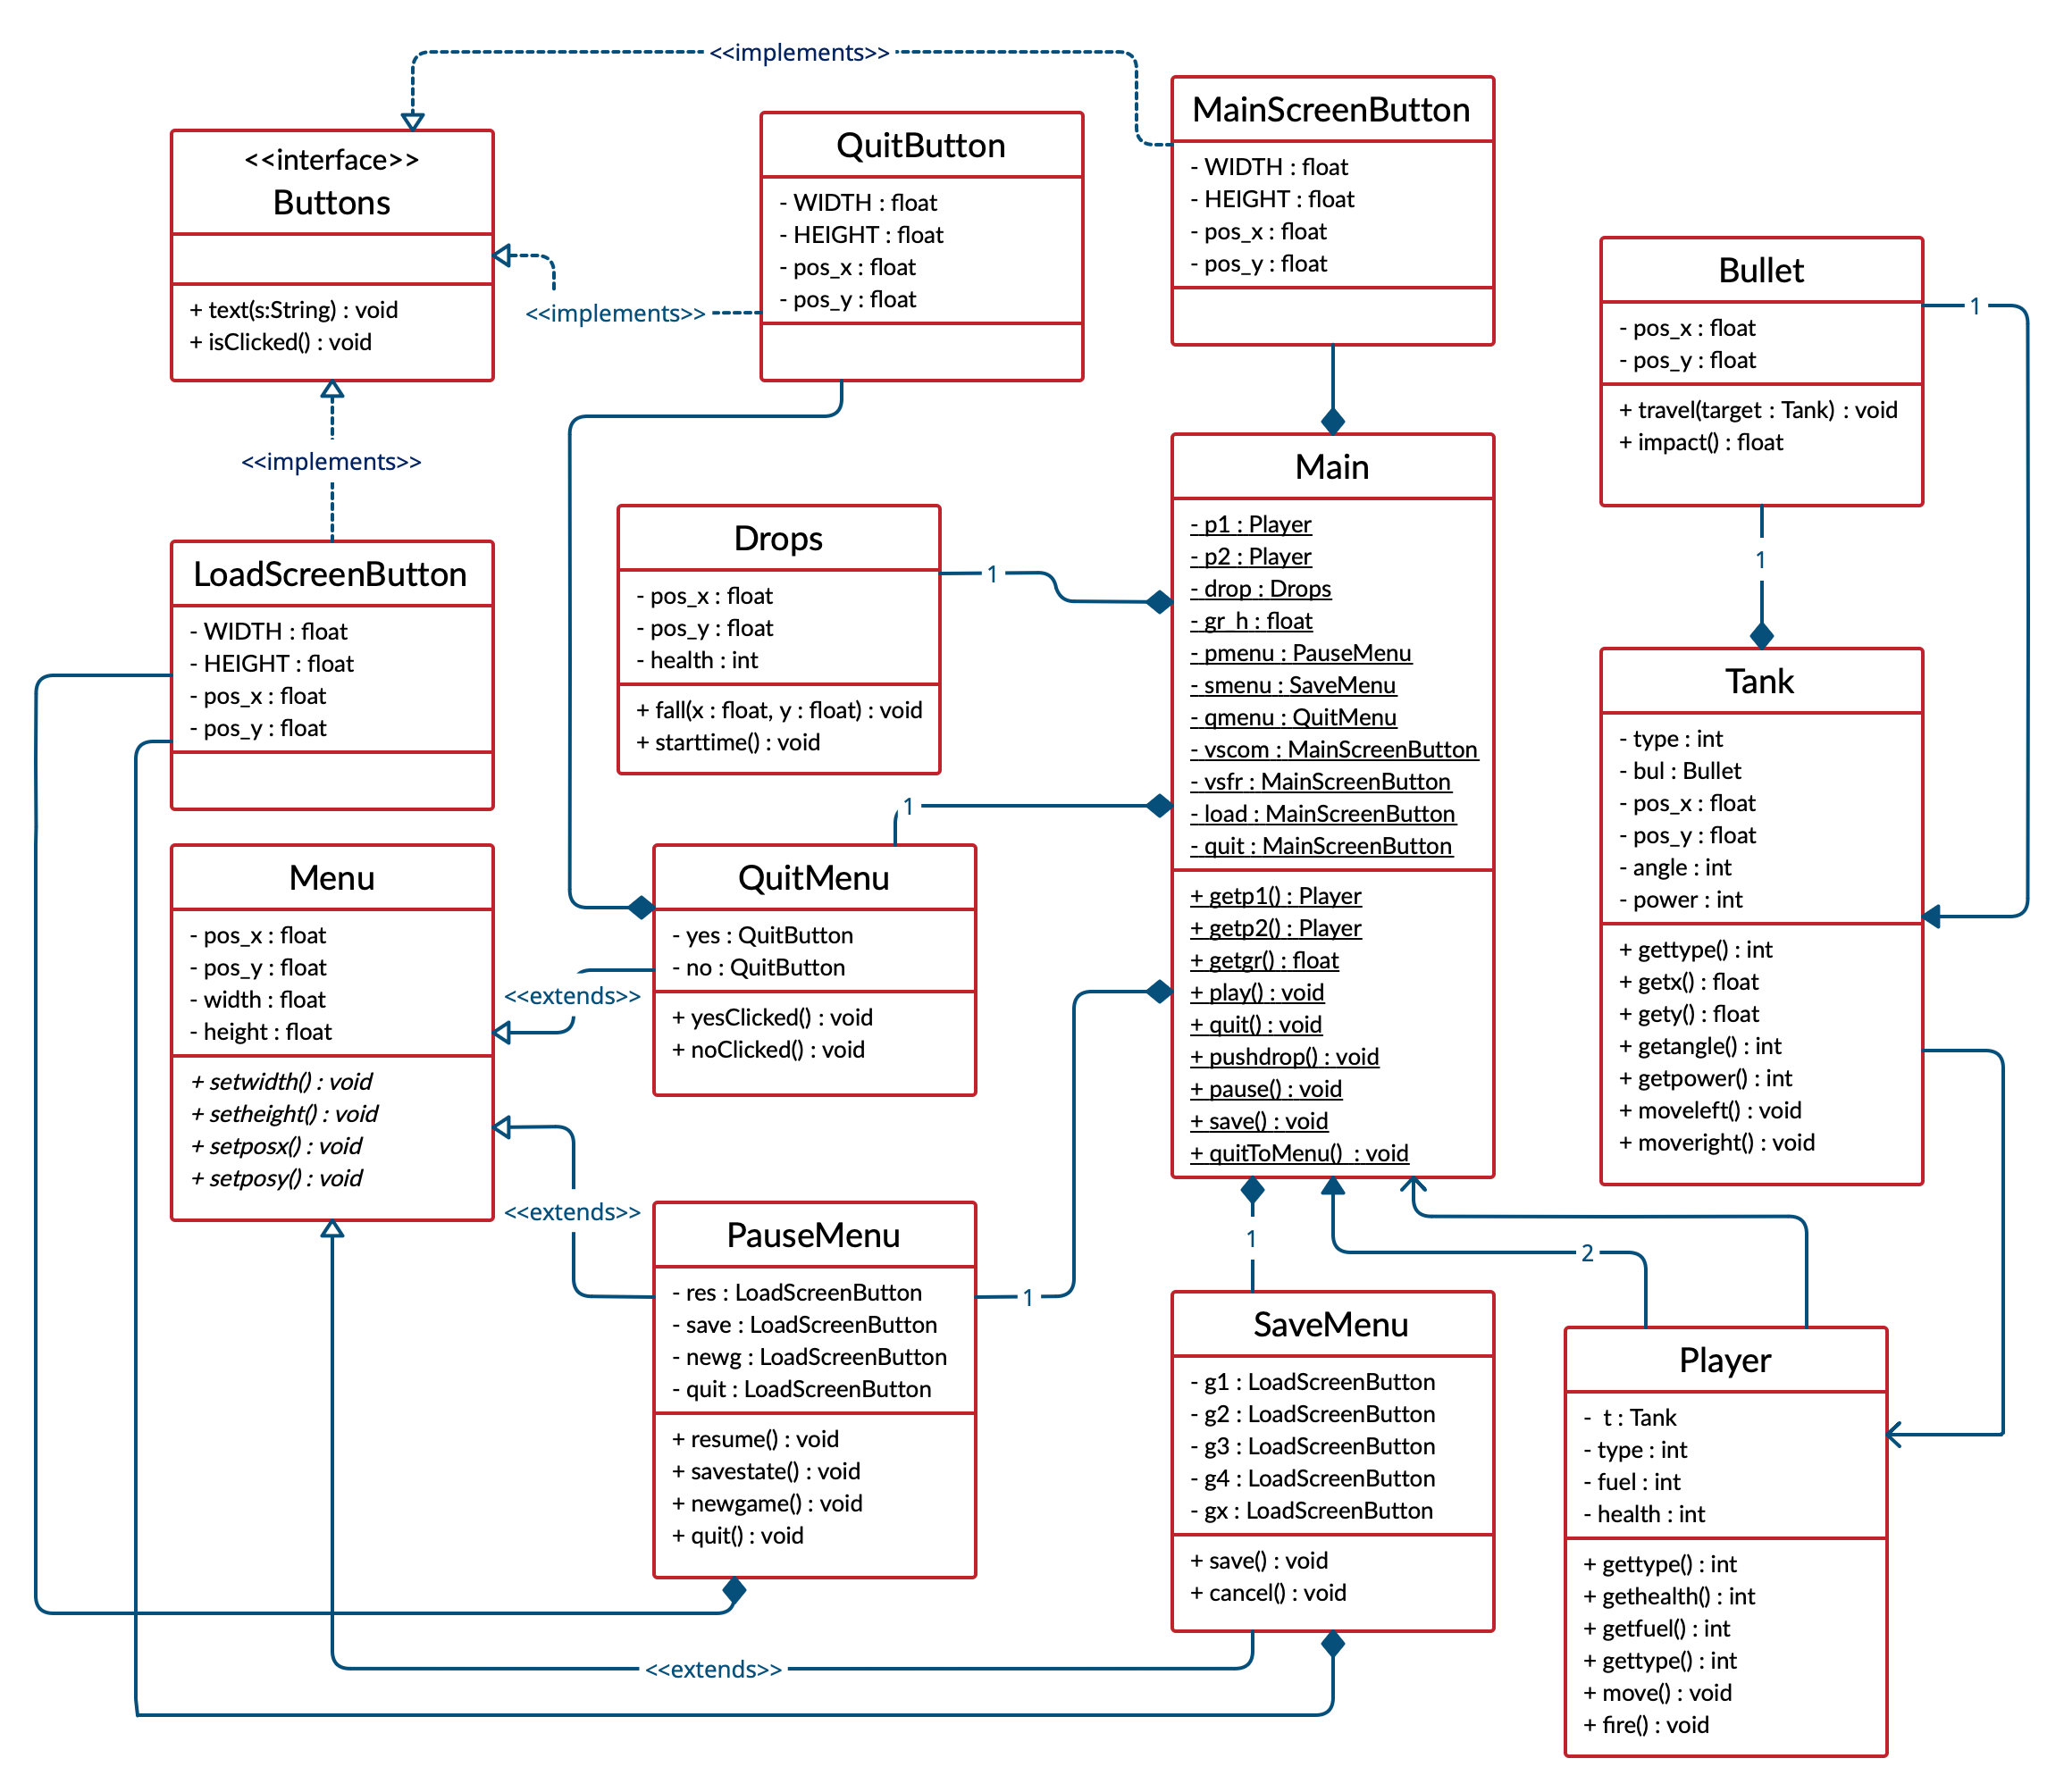 <<implements>>
<<interface>>
Buttons
+ text(s:String) : void
+ isClicked() : void
<<implements>>
QuitButton
- WIDTH : float
- HEIGHT : float
- pos_x : float
- pos_y : float
MainScreenButton
- WIDTH : float
- HEIGHT : float
- pos_x : float
- pos_y : float
Bullet
- pos_x : float
- pos_y : float
+ travel(target : Tank) : void
+ impact() : float
1
1
<<implements>>
LoadScreenButton
- WIDTH : float
- HEIGHT : float
- pos_x : float
- pos_y : float
Drops
- pos_x : float
- pos_y : float
- health : int
+ fall(x : float, y : float) : void
+ starttime() : void
1
Main
- p1 : Player
- p2 : Player
- drop : Drops
- gr_h : float
- pmenu : PauseMenu
- smenu : SaveMenu
- qmenu : QuitMenu
- vscom : MainScreenButton
- vsfr : MainScreenButton
- load : MainScreenButton
- quit : MainScreenButton
+ getp1() : Player
+ getp2() : Player
+ getgr() : float
+ play() : void
+ quit() : void
+ pushdrop() : void
+ pause() : void
+ save() : void
+ quitToMenu() : void
Tank
- type : int
- bul : Bullet
- pos_x : float
- pos_y : float
- angle : int
- power : int
+ gettype() : int
+ getx() : float
+ gety() : float
+ getangle() : int
+ getpower() : int
+ moveleft() : void
+ moveright() : void
1
Menu
- pos_x : float
- pos_y : float
- width : float
- height : float
+ setwidth() : void
+ setheight() : void
+ setposx() : void
+ setposy() : void
QuitMenu
- yes : QuitButton
- no : QuitButton
+ yesClicked() : void
+ noClicked() : void
<<extends>>
<<extends>>
PauseMenu
- res : LoadScreenButton
- save : LoadScreenButton
- newg : LoadScreenButton
- quit : LoadScreenButton
+ resume() : void
+ savestate() : void
+ newgame() : void
+ quit() : void
1
1
2
SaveMenu
- g1 : LoadScreenButton
- g2 : LoadScreenButton
- g3 : LoadScreenButton
- g4 : LoadScreenButton
- gx : LoadScreenButton
+ save() : void
+ cancel() : void
Player
- t : Tank
- type : int
- fuel : int
- health : int
+ gettype() : int
+ gethealth() : int
+ getfuel() : int
+ gettype() : int
+ move() : void
+ fire() : void
<<extends>>